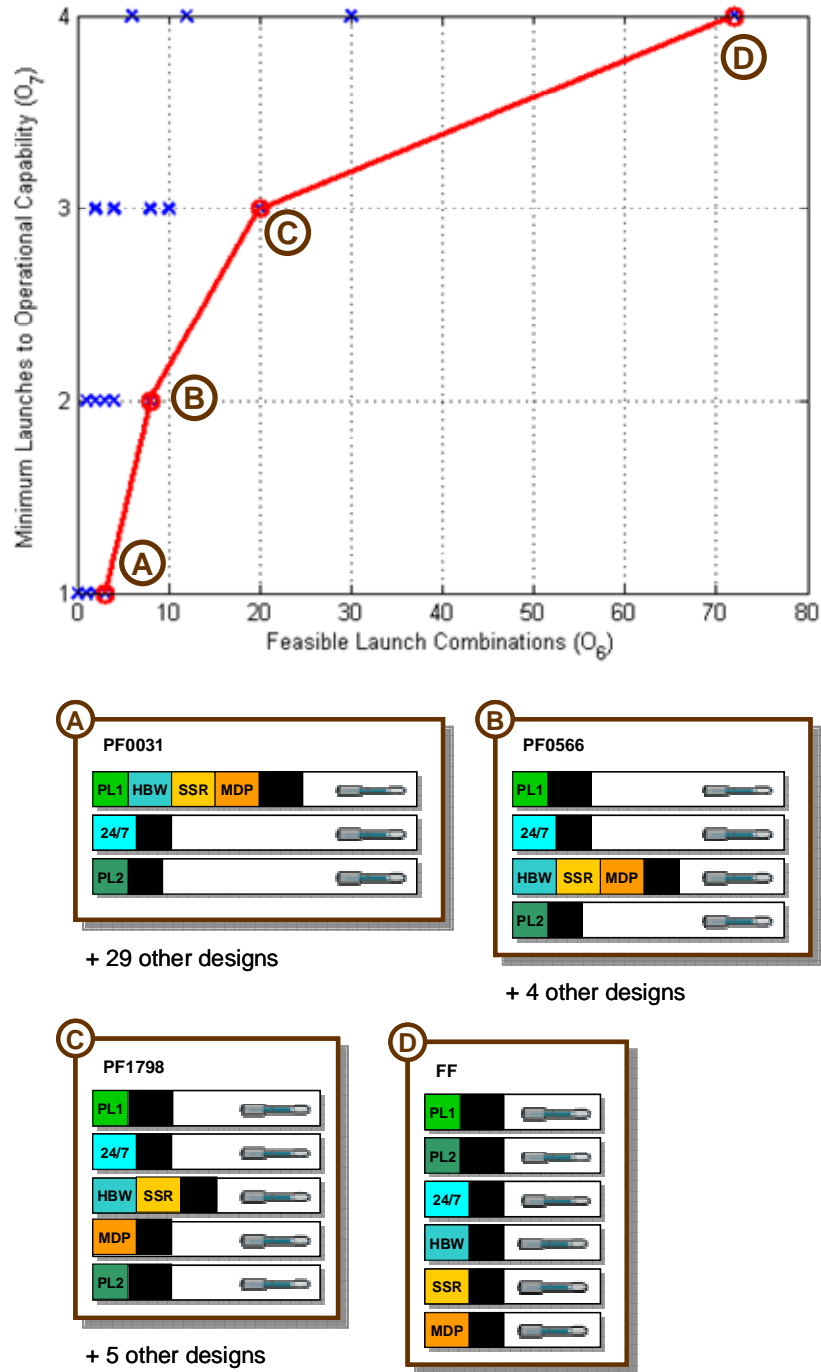 4
D
3
C
B
2
A
1
0 10 20 30 40 50 60 70 80
Minimum Launches to Operational Capability (O7)
Feasible Launch Combinations (O6)
A
PF0031
PL1 HBW SSR MDP
24/7
PL2
+ 29 other designs
B
PF0566
PL1
24/7
HBW SSR MDP
PL2
+ 4 other designs
C
PF1798
PL1
24/7
HBW SSR
MDP
PL2
+ 5 other designs
D
FF
PL1
PL2
24/7
HBW
SSR
MDP